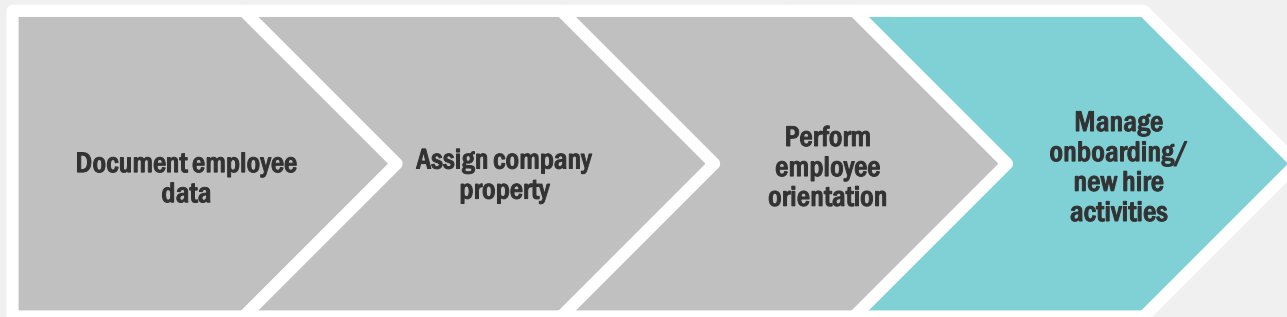 Document employee
data
Assign company
property
Perform
employee
orientation
Manage
onboarding/
new hire
activities